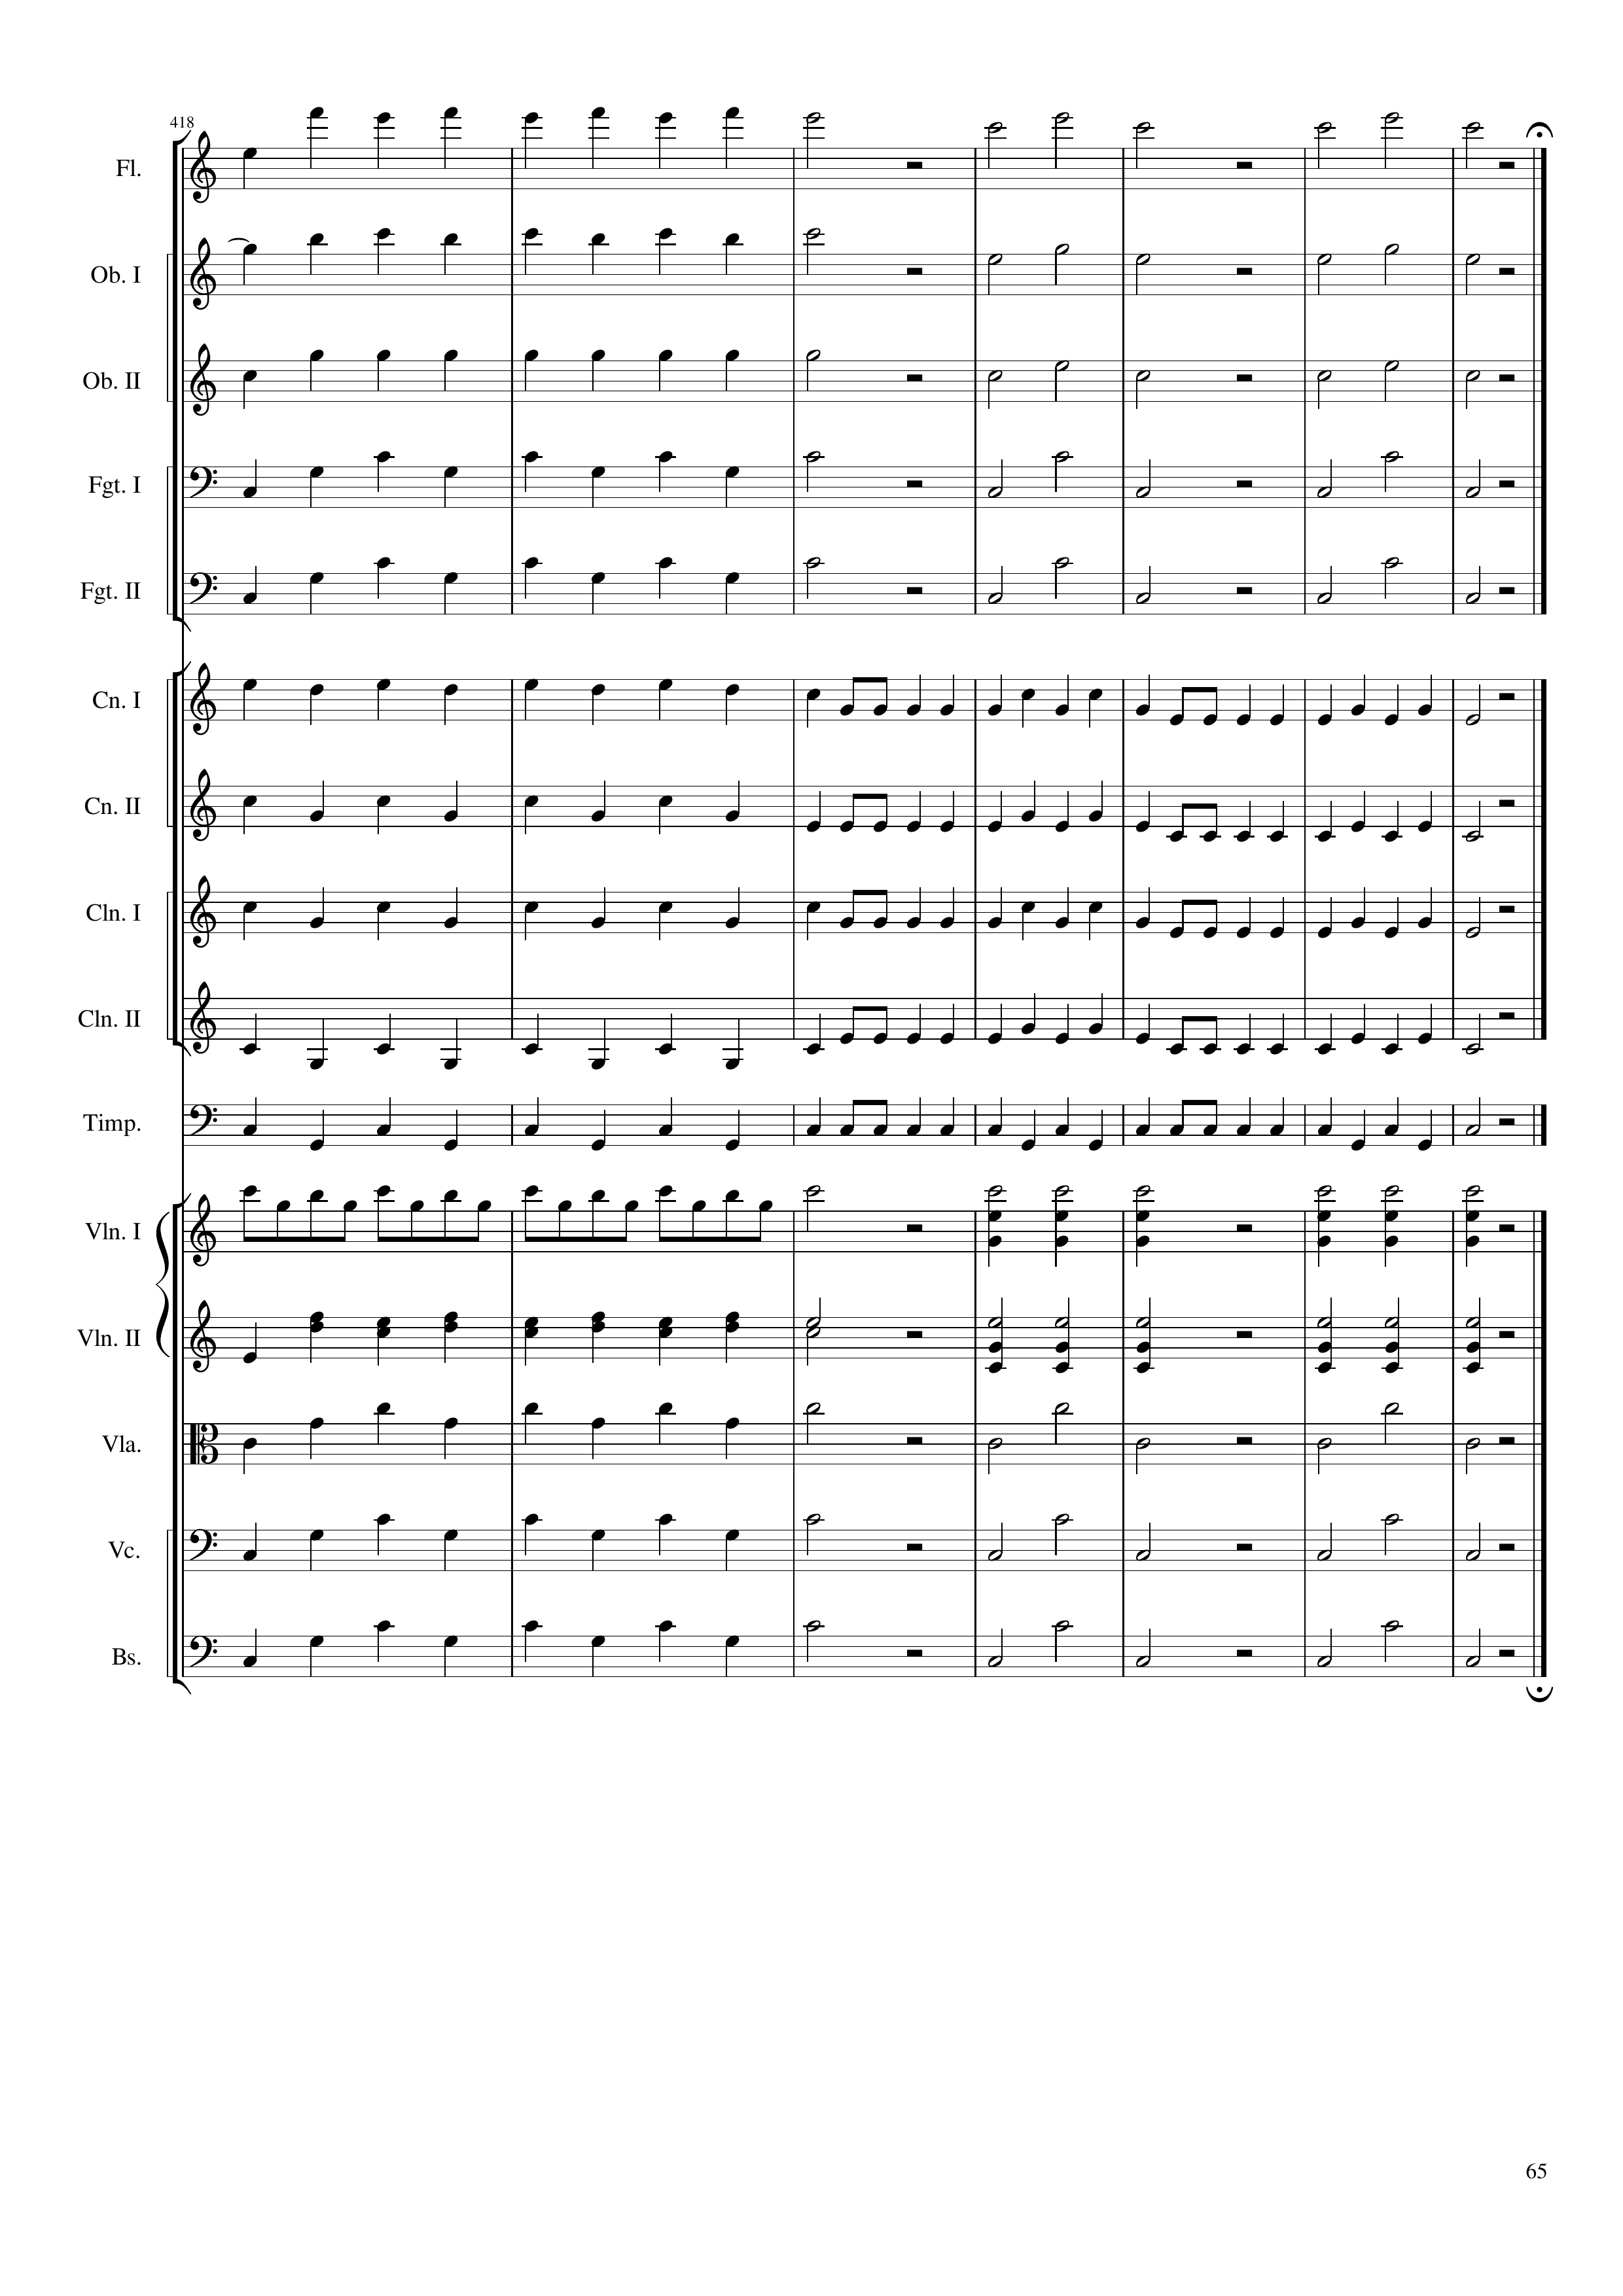 418
Fl.
Ob. I
Ob. II
Fgt. I
Fgt. II
Cn. I
Cn. II
Cln. I
Cln. II
Timp.
Vln. I
Vln. II
Vla.
Vc.
Bs.
65